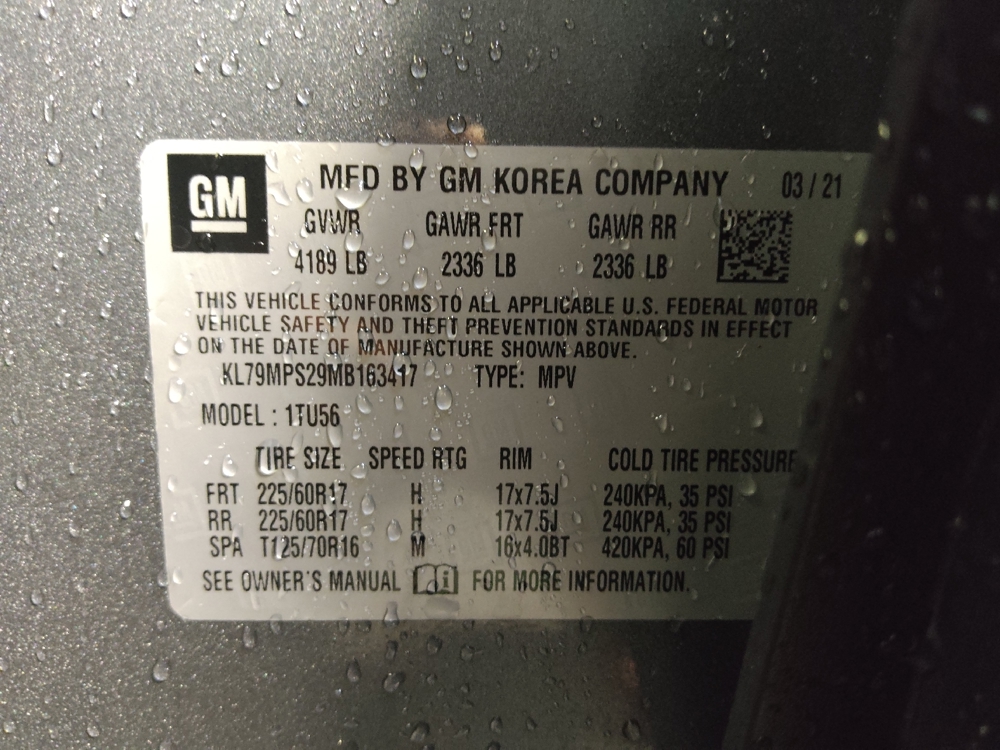 GM
MFD BY GM KOREA COMPANY 03 / 21
GVWR GAWR FRT GAWR RR
4189 LB 2336 LB 2336 LB
THIS VEHICLE CONFORMS TO ALL APPLICABLE U.S. FEDERAL MOTOR
VEHICLE SAFETY AND THEFT PREVENTION STANDARDS IN EFFECT
ON THE DATE OF MANUFACTURE SHOWN ABOVE.
KL79MPS29MB163417 TYPE: MPV
MODEL : 1TU56
TIRE SIZE SPEED RTG RIM COLD TIRE PRESSURE
FRT 225/60R17 H 17x7.5J 240KPA, 35 PSI
RR 225/60R17 H 17x7.5J 240KPA, 35 PSI
SPA T125/70R16 M 16x4.0BT 420KPA, 60 PSI
SEE OWNER'S MANUAL i FOR MORE INFORMATION.